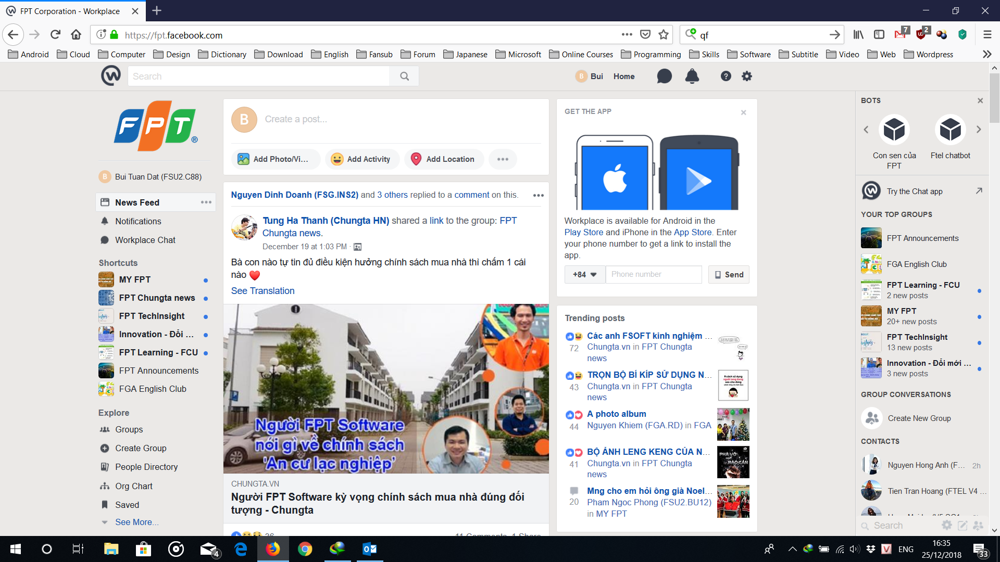 FPT Corporation - Workplace
https://fpt.facebook.com
qf
7
2
Android
Cloud
Computer
Design
Dictionary
Download
English
Fansub
Forum
Japanese
Microsoft
Online Courses
Programming
Skills
Software
Subtitle
Video
Web
Wordpress
Search
B
Bui
Home
FPT®
B Bui Tuan Dat (FSU2.C88)
News Feed
Notifications
Workplace Chat
Shortcuts
MY FPT
FPT Chungta news
FPT TechInsight
Innovation - Đổi ...
FPT Learning - FCU
FPT Announcements
FGA English Club
Explore
Groups
Create Group
People Directory
Org Chart
Saved
See More...
B
Create a post...
Add Photo/Vi...
Add Activity
Add Location
Nguyen Dinh Doanh (FSG.INS2) and 3 others replied to a comment on this.
Tung Ha Thanh (Chungta HN) shared a link to the group: FPT
Chungta news.
December 19 at 1:03 PM ·
Bà con nào tự tin đủ điều kiện hưởng chính sách mua nhà thì chấm 1 cái
nào ❤️
See Translation
Người FPT Software
nói gì về chính sách
'An cư lạc nghiệp'
CHUNGTA.VN
Người FPT Software kỳ vọng chính sách mua nhà đúng đối
tượng - Chungta
36
11 Comments 1 Share
GET THE APP
Workplace is available for Android in the
Play Store and iPhone in the App Store. Enter
your phone number to get a link to install the
app.
+84
Phone number
Send
Trending posts
Các anh FSOFT kinh nghiệm ...
72
Chungta.vn in FPT Chungta
news
TRỌN BỘ BÍ KÍP SỬ DỤNG N...
43
Chungta.vn in FPT Chungta
news
A photo album
44
Nguyen Khiem (FGA.RD) in FGA
BỘ ẢNH LENG KENG CỦA N...
41
Chungta.vn in FPT Chungta
news
Mng cho em hỏi ông già Noel...
20
Pham Ngoc Phong (FSU2.BU12)
in MY FPT
BOTS
Con sen của
FPT
Ftel chatbot
Try the Chat app
YOUR TOP GROUPS
FPT Announcements
FGA English Club
FPT Learning - FCU
2 new posts
MY FPT
20+ new posts
FPT TechInsight
13 new posts
Innovation - Đổi mới ...
3 new posts
GROUP CONVERSATIONS
Create New Group
CONTACTS
Nguyen Hong Anh (F... 2h
Tien Tran Hoang (FTEL V4 ...
Search
4
ENG
16:35
25/12/2018
33